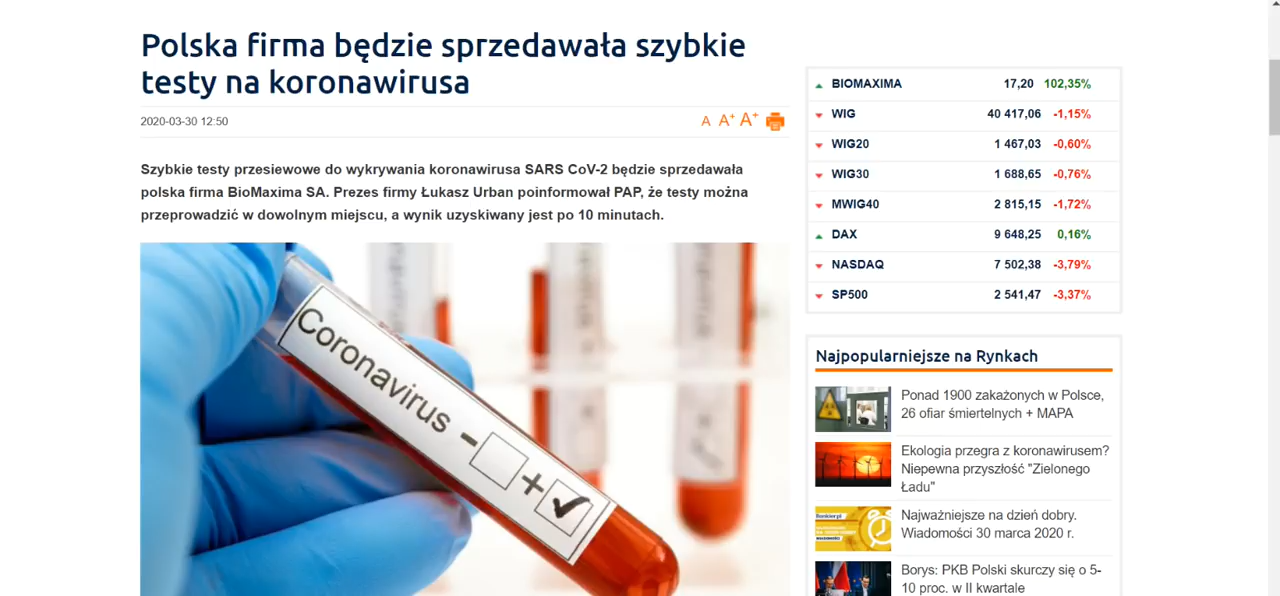 Polska firma będzie sprzedawała szybkie
testy na koronawirusa
2020-03-30 12:50
A A+ A+
Szybkie testy przesiewowe do wykrywania koronawirusa SARS CoV-2 będzie sprzedawała
polska firma BioMaxima SA. Prezes firmy Łukasz Urban poinformował PAP, że testy można
przeprowadzić w dowolnym miejscu, a wynik uzyskiwany jest po 10 minutach.
Coronavirus - +
BIOMAXIMA 17,20 102,35%
WIG 40 417,06 -1,15%
WIG20 1 467,03 -0,60%
WIG30 1 688,65 -0,76%
MWIG40 2 815,15 -1,72%
DAX 9 648,25 0,16%
NASDAQ 7 502,38 -3,79%
SP500 2 541,47 -3,37%
Najpopularniejsze na Rynkach
Ponad 1900 zakażonych w Polsce,
26 ofiar śmiertelnych + MAPA
Ekologia przegra z koronawirusem?
Niepewna przyszłość "Zielonego
Ładu"
Najważniejsze na dzień dobry.
Wiadomości 30 marca 2020 r.
Borys: PKB Polski skurczy się o 5-
10 proc. w II kwartale